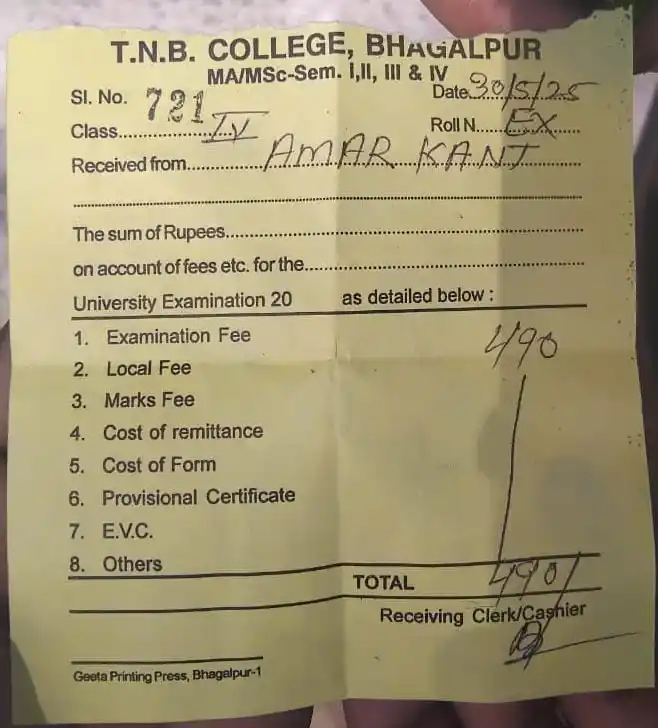 T.N.B. COLLEGE, BHAGALPUR
MA/MSc-Sem. I,II, III & IV
Sl. No. 721 Date 30/5/25
Class.................IV Roll N......EX......
Received from............AMAR KANT
The sum of Rupees.......................................................
on account of fees etc. for the...........................................
University Examination 20 as detailed below :
1. Examination Fee 490
2. Local Fee
3. Marks Fee
4. Cost of remittance
5. Cost of Form
6. Provisional Certificate
7. E.V.C.
8. Others
TOTAL 490/
Receiving Clerk/Cashier
Geeta Printing Press, Bhagalpur-1